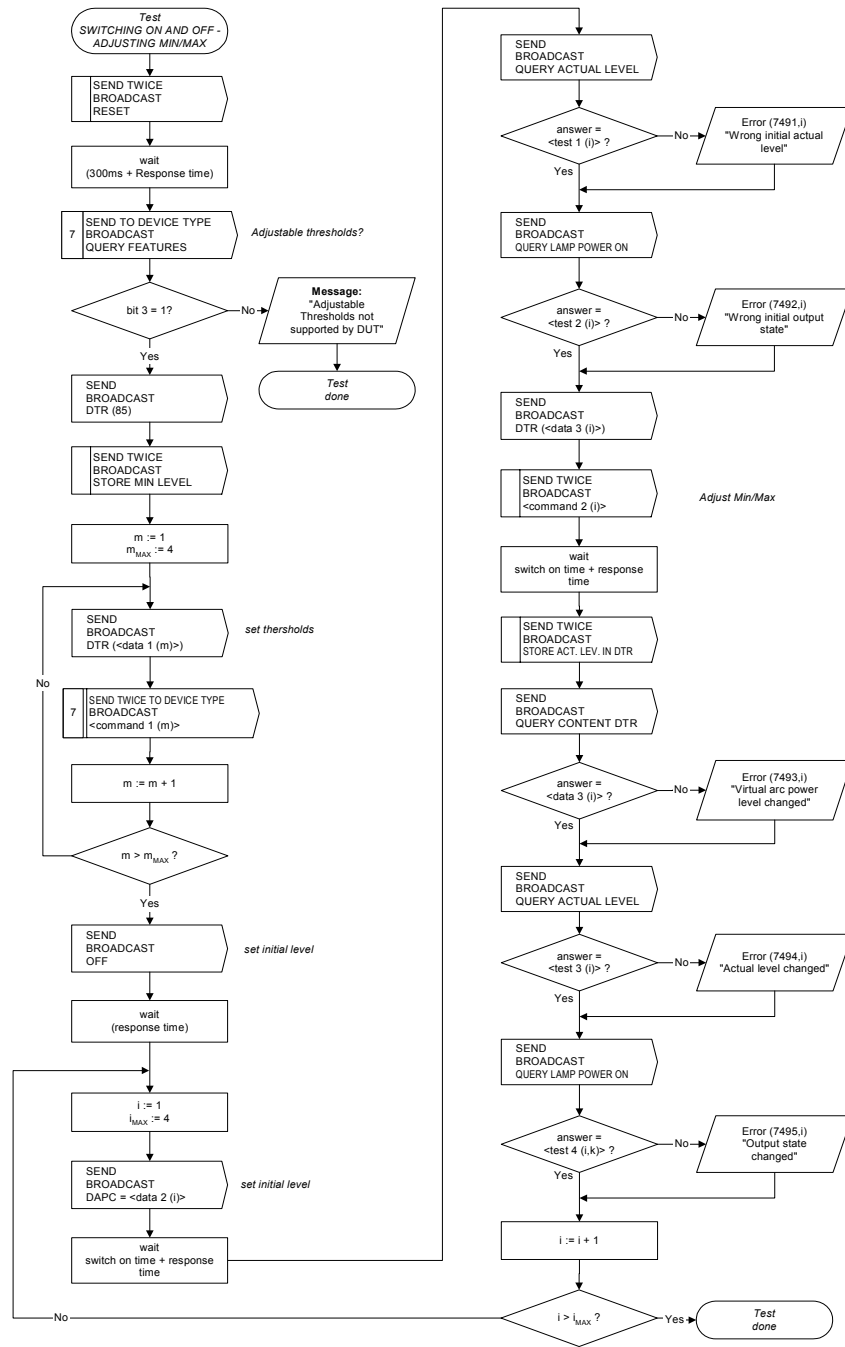 Test
SWITCHING ON AND OFF -
ADJUSTING MIN/MAX
SEND TWICE
BROADCAST
RESET
wait
(300ms + Response time)
7
SEND TO DEVICE TYPE
BROADCAST
QUERY FEATURES
Adjustable thresholds?
bit 3 = 1?
No
Message:
"Adjustable
Thresholds not
supported by DUT"
Test
done
Yes
SEND
BROADCAST
DTR (85)
SEND TWICE
BROADCAST
STORE MIN LEVEL
m := 1
mMAX := 4
SEND
BROADCAST
DTR (<data 1 (m)>)
set thersholds
No
7
SEND TWICE TO DEVICE TYPE
BROADCAST
<command 1 (m)>
m := m + 1
m > mMAX ?
Yes
SEND
BROADCAST
OFF
set initial level
wait
(response time)
i := 1
iMAX := 4
SEND
BROADCAST
DAPC = <data 2 (i)>
set initial level
wait
switch on time + response
time
SEND
BROADCAST
QUERY ACTUAL LEVEL
answer =
<test 1 (i)> ?
No
Error (7491,i)
"Wrong initial actual
level"
Yes
SEND
BROADCAST
QUERY LAMP POWER ON
answer =
<test 2 (i)> ?
No
Error (7492,i)
"Wrong initial output
state"
Yes
SEND
BROADCAST
DTR (<data 3 (i)>)
SEND TWICE
BROADCAST
<command 2 (i)>
Adjust Min/Max
wait
switch on time + response
time
SEND TWICE
BROADCAST
STORE ACT. LEV. IN DTR
SEND
BROADCAST
QUERY CONTENT DTR
answer =
<data 3 (i)> ?
No
Error (7493,i)
"Virtual arc power
level changed"
Yes
SEND
BROADCAST
QUERY ACTUAL LEVEL
answer =
<test 3 (i)> ?
No
Error (7494,i)
"Actual level changed"
Yes
SEND
BROADCAST
QUERY LAMP POWER ON
answer =
<test 4 (i,k)> ?
No
Error (7495,i)
"Output state
changed"
Yes
i := i + 1
i > iMAX ?
No
Yes
Test
done